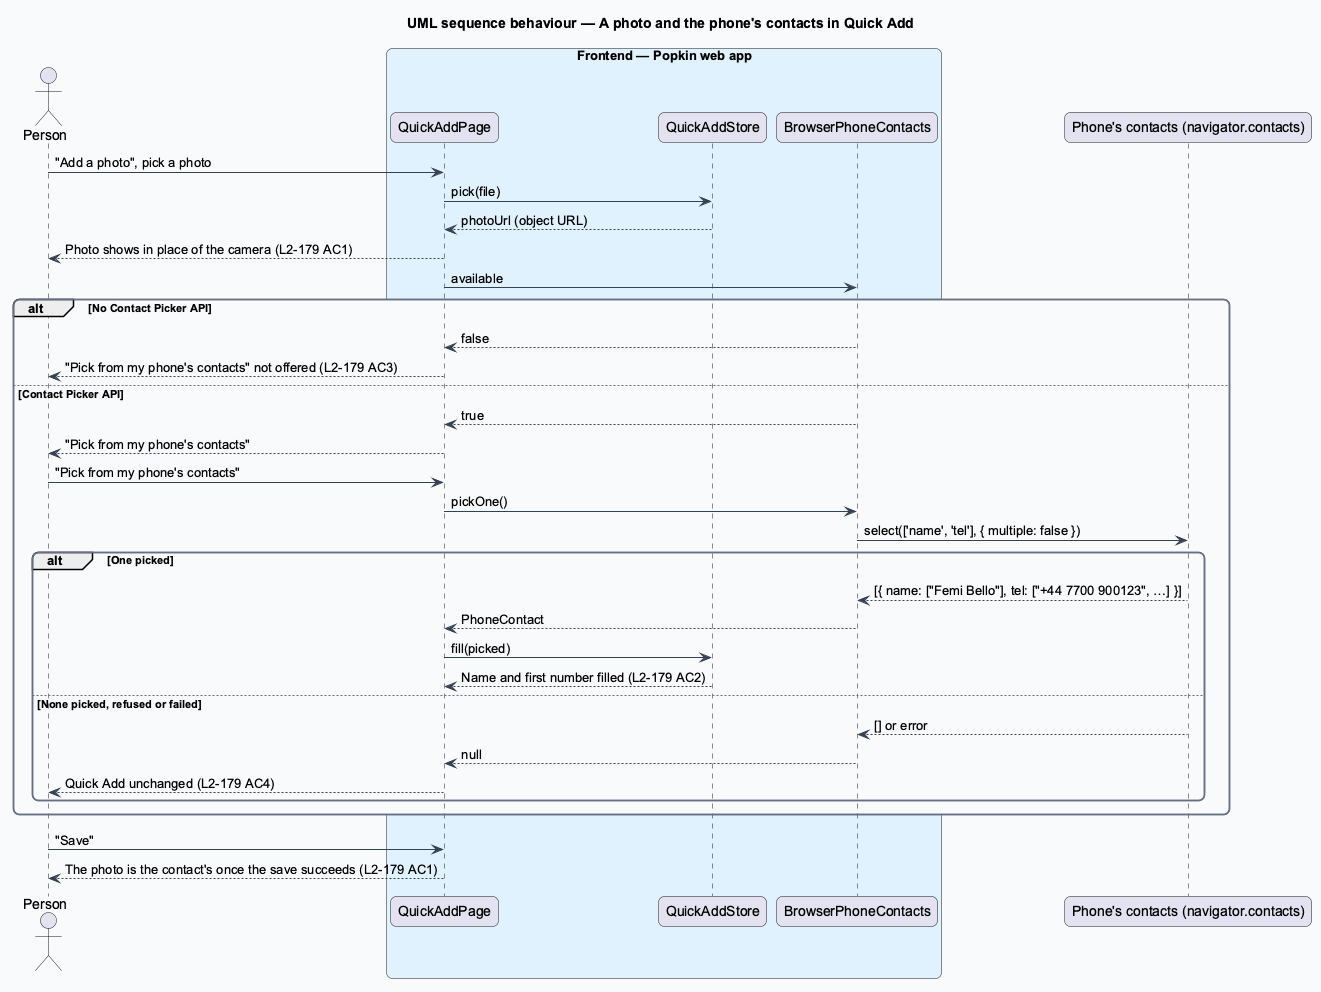 UML sequence behaviour — A photo and the phone's contacts in Quick Add
Frontend — Popkin web app
Person
QuickAddPage
QuickAddStore
BrowserPhoneContacts
Phone's contacts (navigator.contacts)
"Add a photo", pick a photo
pick(file)
photoUrl (object URL)
Photo shows in place of the camera (L2-179 AC1)
available
alt
[No Contact Picker API]
false
"Pick from my phone's contacts" not offered (L2-179 AC3)
[Contact Picker API]
true
"Pick from my phone's contacts"
"Pick from my phone's contacts"
pickOne()
select(['name', 'tel'], { multiple: false })
alt
[One picked]
[{ name: ["Femi Bello"], tel: ["+44 7700 900123", …] }]
PhoneContact
fill(picked)
Name and first number filled (L2-179 AC2)
[None picked, refused or failed]
[] or error
null
Quick Add unchanged (L2-179 AC4)
"Save"
The photo is the contact's once the save succeeds (L2-179 AC1)
Person
QuickAddPage
QuickAddStore
BrowserPhoneContacts
Phone's contacts (navigator.contacts)